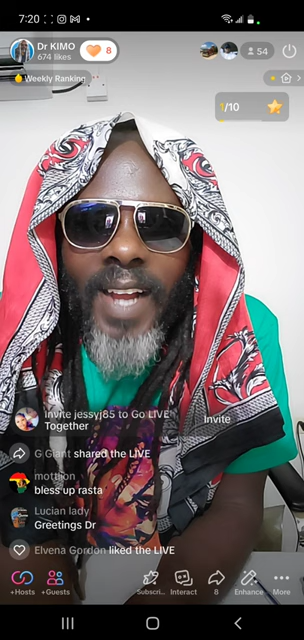 7:20
Dr KIMO
674 likes
8
54
Weekly Ranking
1/10
Invite jessyj85 to Go LIVE
Together
Invite
G Giant shared the LIVE
mottlion
bless up rasta
Lucian lady
Greetings Dr
Elvena Gordon liked the LIVE
+Hosts
+Guests
Subscri...
Interact
8
Enhance
More